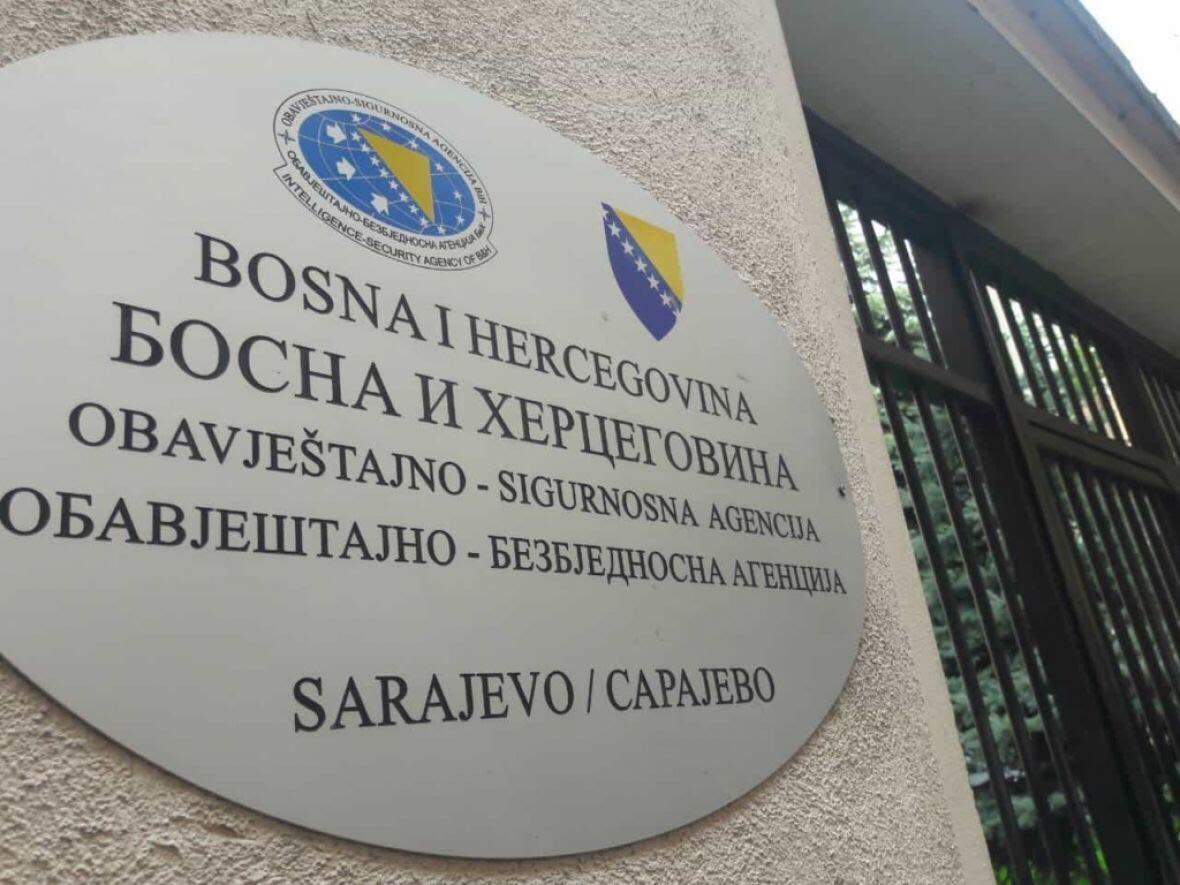 OBAVJEŠTAJNO-SIGURNOSNA AGENCIJA BIH
ОБАВЈЕШТАЈНО-БЕЗБЈЕДНОСНА АГЕНЦИЈА БиХ
INTELLIGENCE-SECURITY AGENCY OF B&H
BOSNA I HERCEGOVINA
БОСНА И ХЕРЦЕГОВИНА
OBAVJEŠTAJNO - SIGURNOSNA AGENCIJA
ОБАВЈЕШТАЈНО - БЕЗБЈЕДНОСНА АГЕНЦИЈА
SARAJEVO / САРАЈЕВО